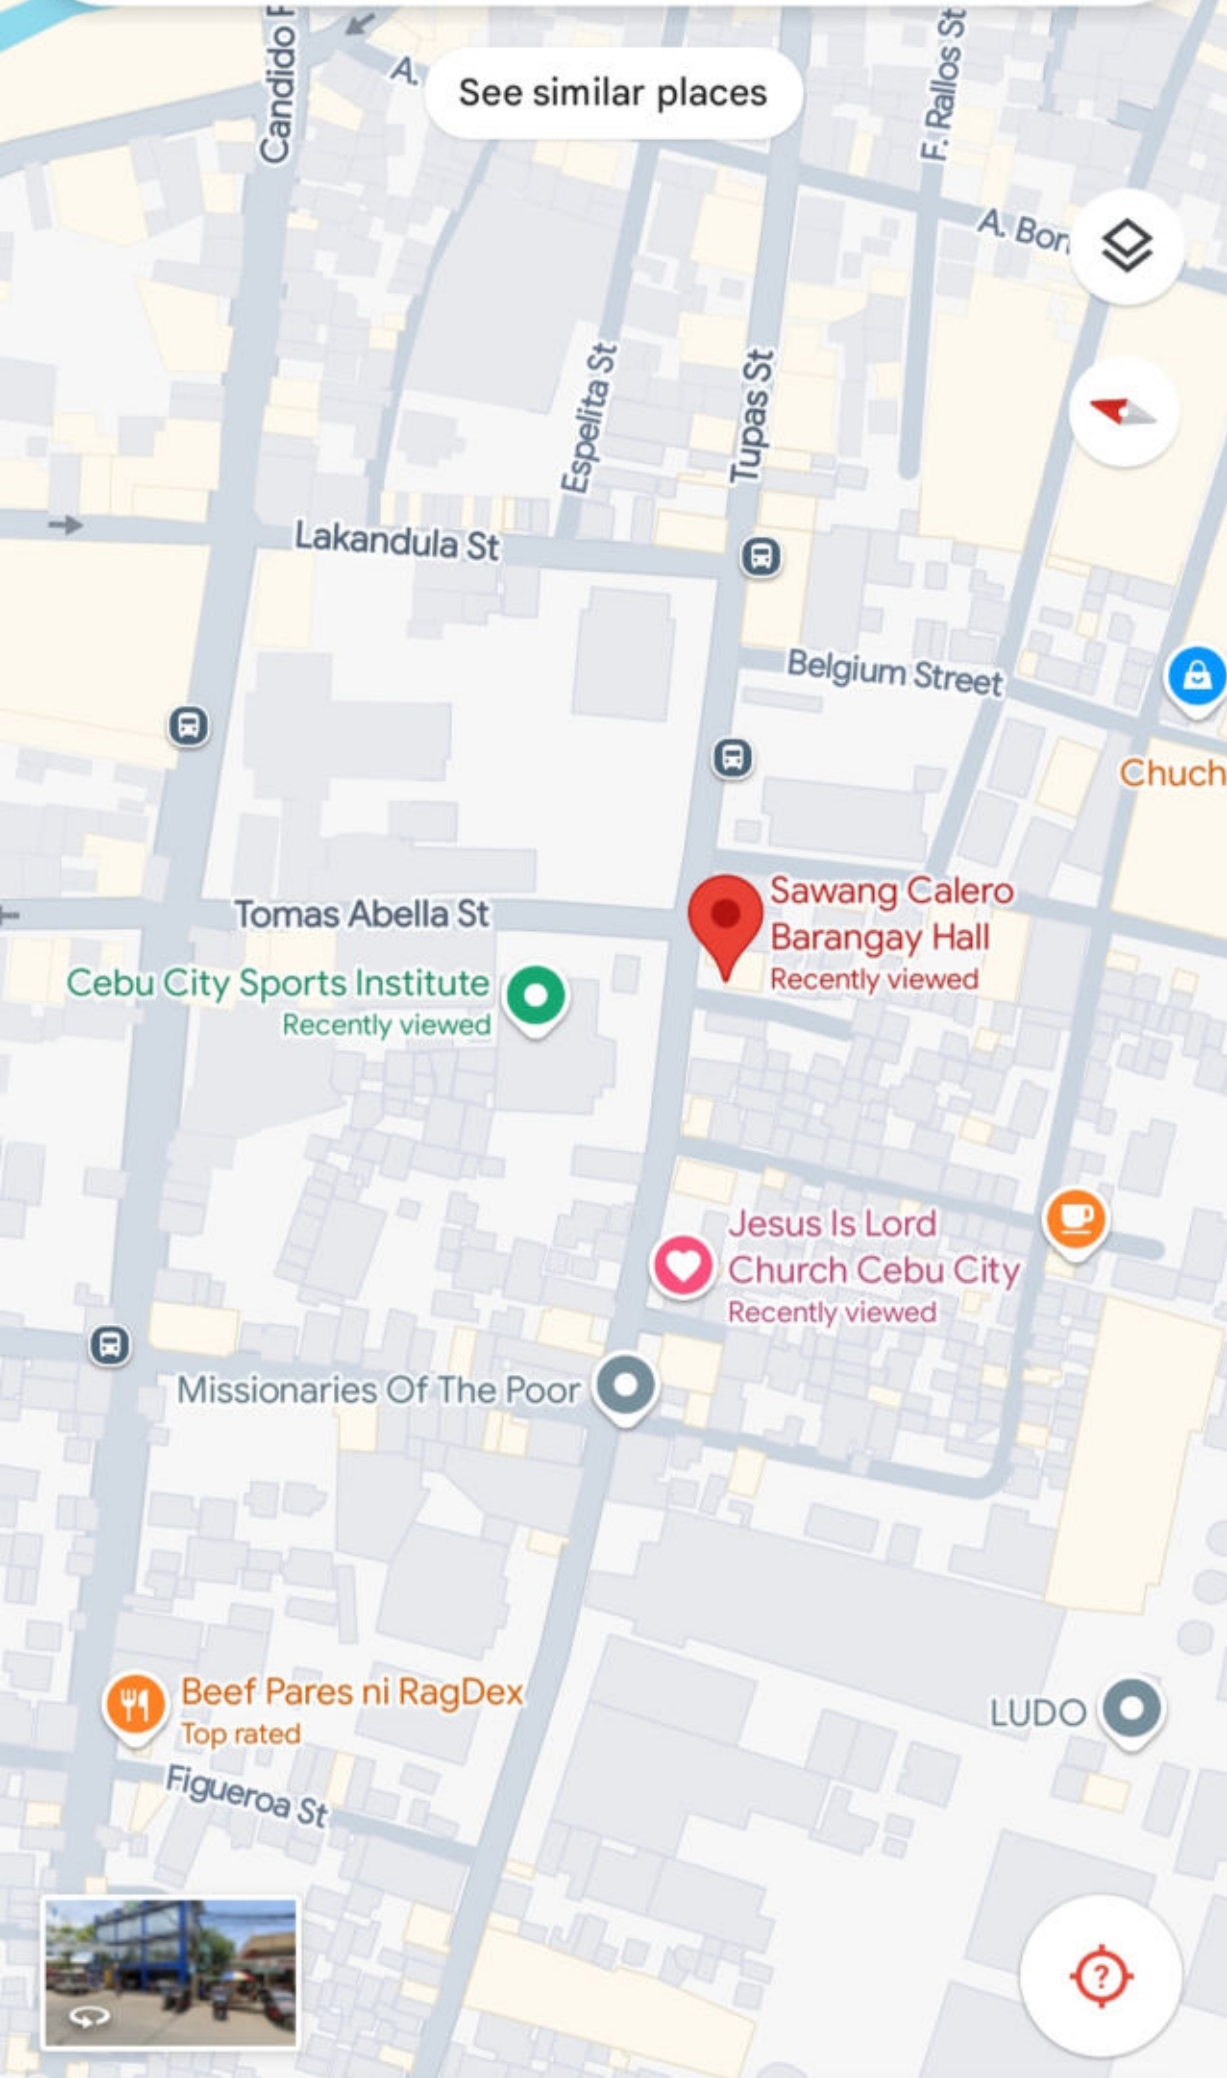 Candido
A.
See similar places
F. Rallos St
A. Bon
Espelita St
Tupas St
Lakandula St
Belgium Street
Chuch
Sawang Calero
Barangay Hall
Recently viewed
Tomas Abella St
Cebu City Sports Institute
Recently viewed
Jesus Is Lord
Church Cebu City
Recently viewed
Missionaries Of The Poor
Beef Pares ni RagDex
Top rated
LUDO
Figueroa St
?